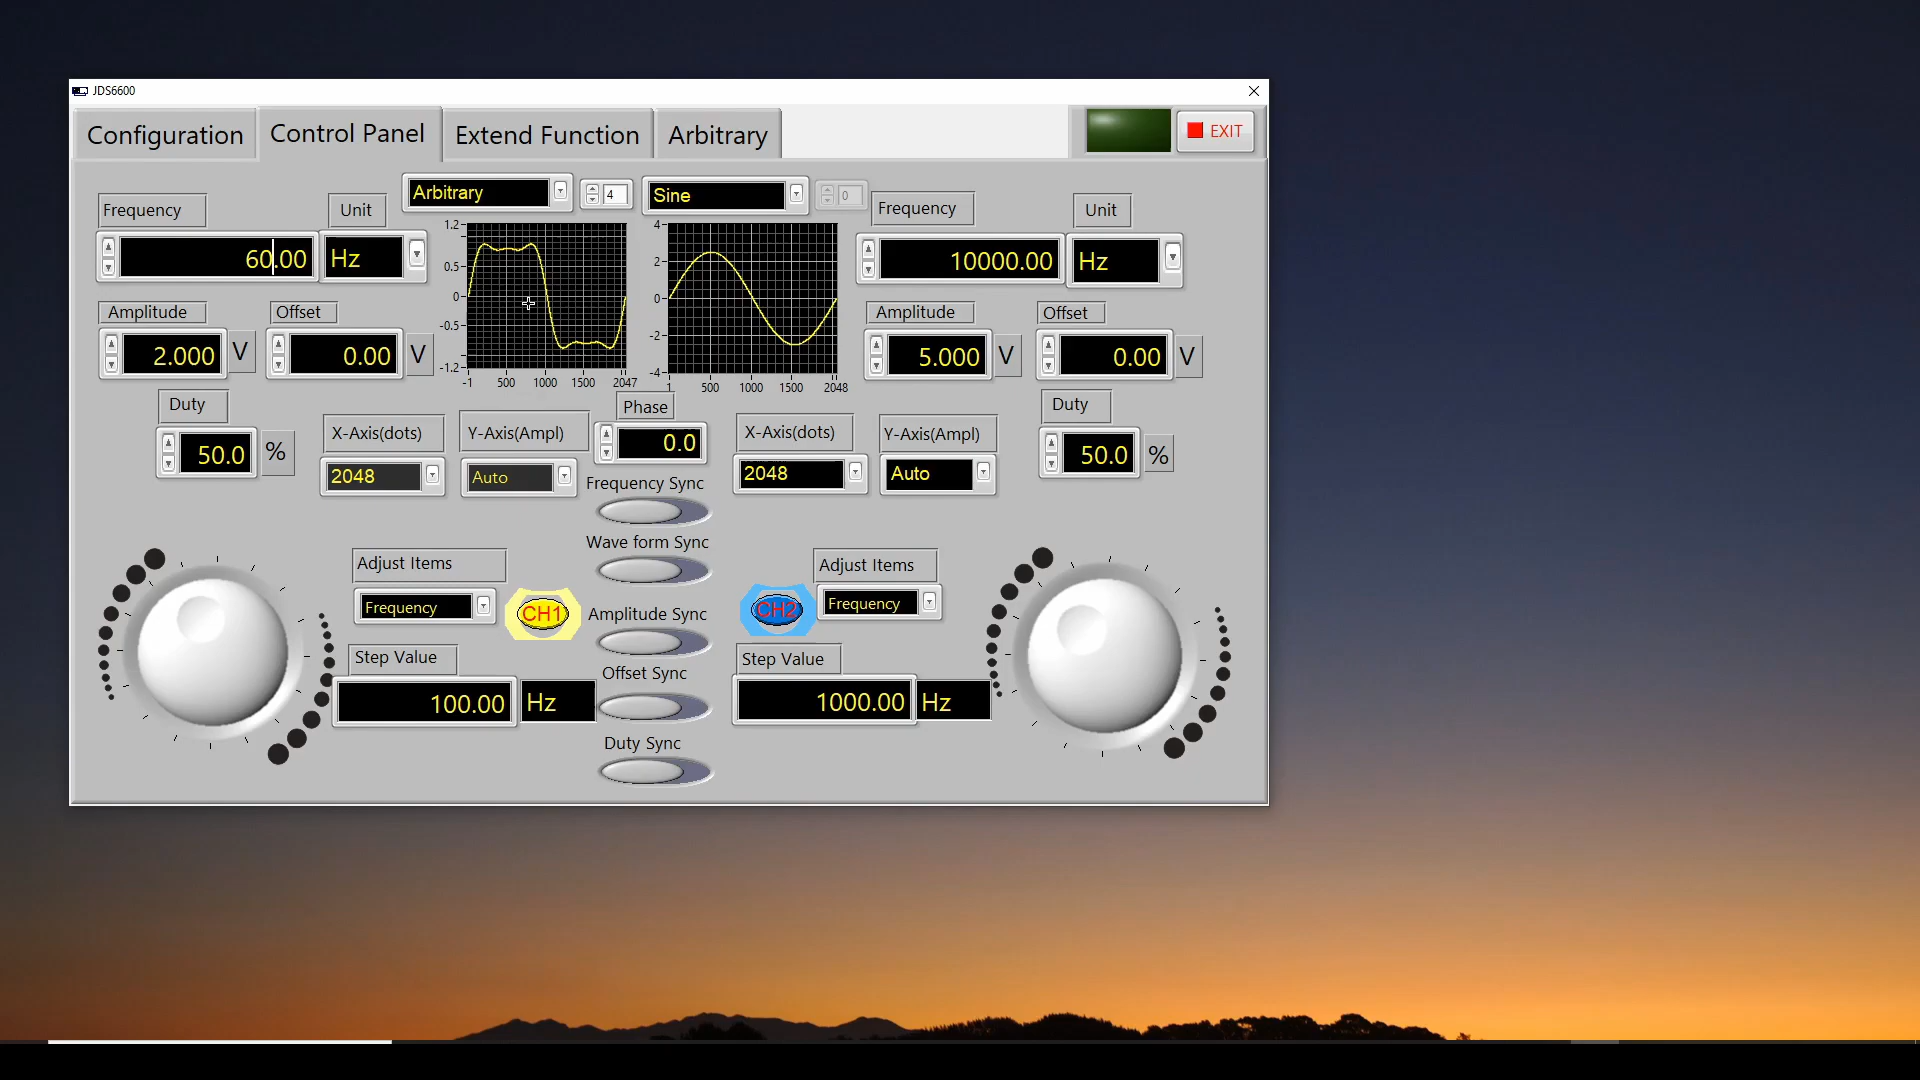 JDS6600
Configuration
Control Panel
Extend Function
Arbitrary
EXIT
Arbitrary
4
Sine
0
Frequency
Unit
Frequency
Unit
60.00
Hz
10000.00
Hz
1.2
0.5
0
-0.5
-1.2
-1
500
1000
1500
2047
4
2
0
-2
-4
1
500
1000
1500
2048
Amplitude
Offset
Amplitude
Offset
2.000
V
0.00
V
5.000
V
0.00
V
Duty
Phase
Duty
50.0
%
X-Axis(dots)
Y-Axis(Ampl)
0.0
X-Axis(dots)
Y-Axis(Ampl)
50.0
%
2048
Auto
2048
Auto
Frequency Sync
Wave form Sync
Adjust Items
Adjust Items
Frequency
CH1
Amplitude Sync
CH2
Frequency
Step Value
Offset Sync
Step Value
100.00
Hz
1000.00
Hz
Duty Sync